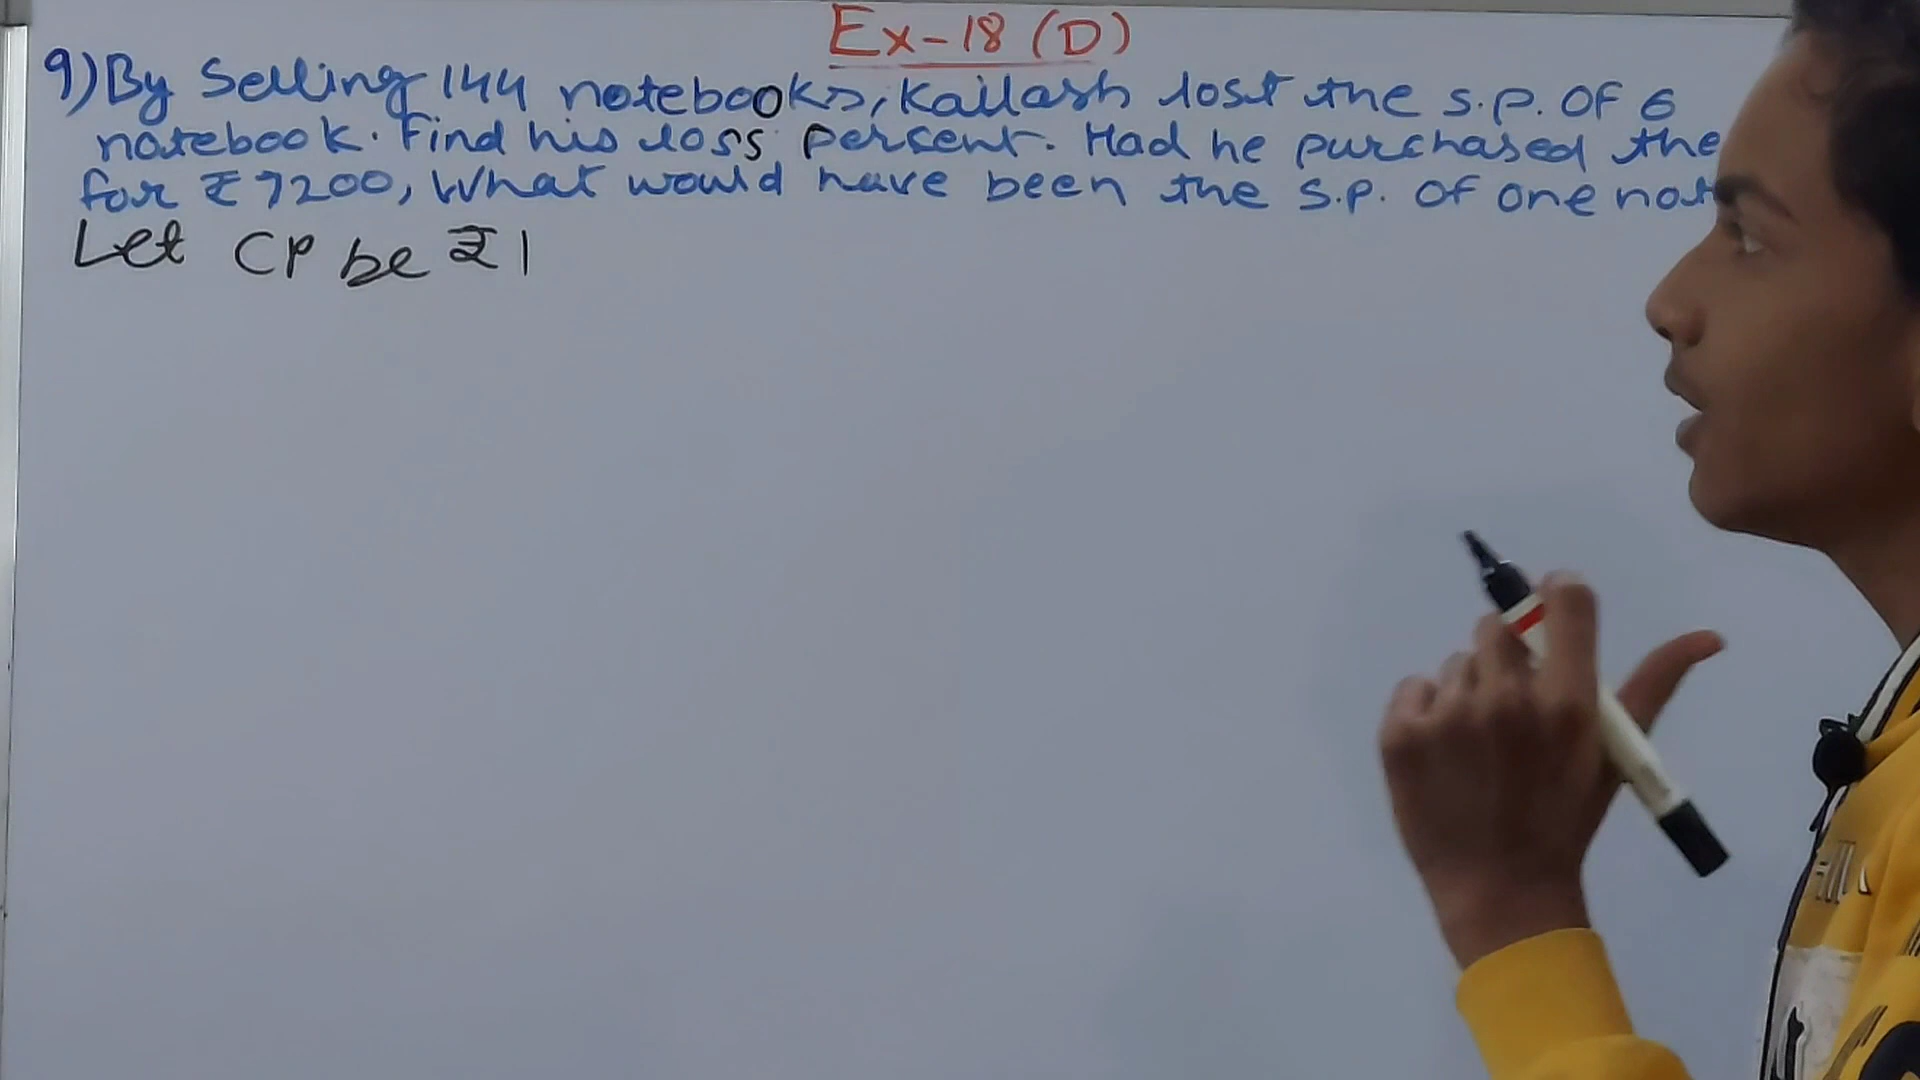 Ex-18 (D)
9) By Selling 144 notebooks, Kailash lost the s.p. OF 6
notebook. Find his loss percent. Had he purchased the
for ₹7200, What would have been the s.p. of one
Let CP be ₹1